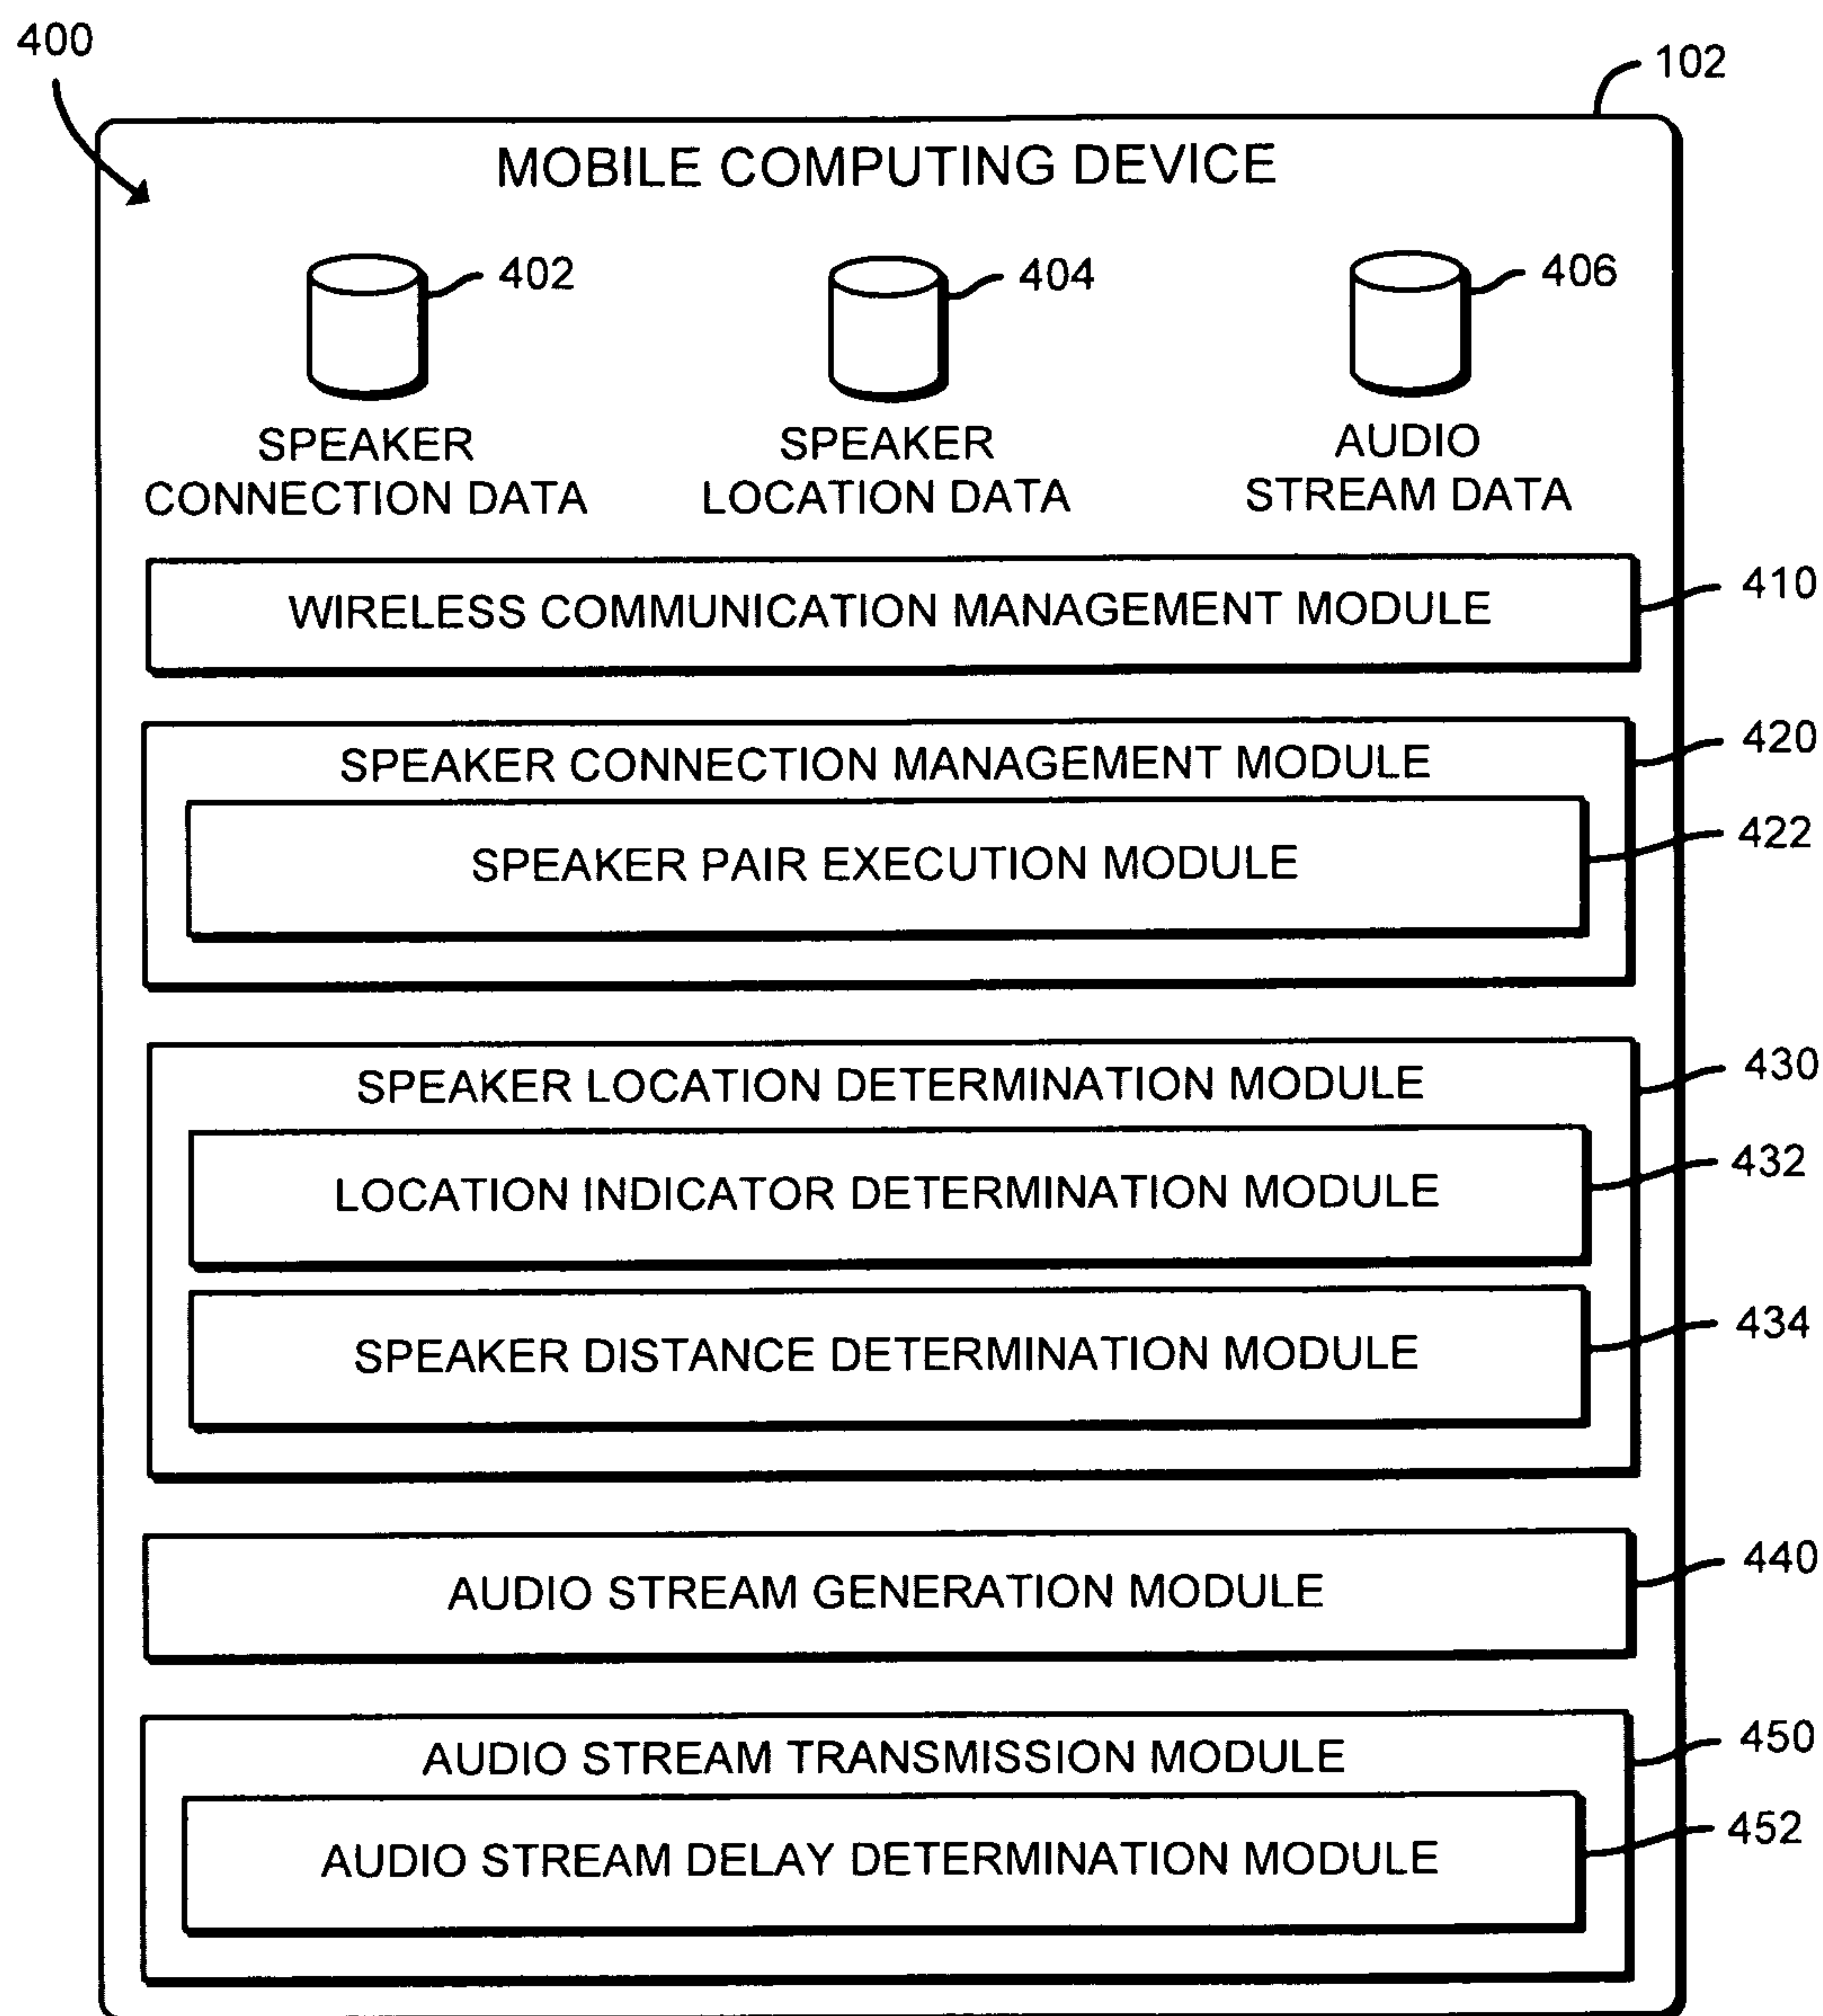 400
102
MOBILE COMPUTING DEVICE
402
404
406
SPEAKER
CONNECTION DATA
SPEAKER
LOCATION DATA
AUDIO
STREAM DATA
WIRELESS COMMUNICATION MANAGEMENT MODULE
410
SPEAKER CONNECTION MANAGEMENT MODULE
420
SPEAKER PAIR EXECUTION MODULE
422
SPEAKER LOCATION DETERMINATION MODULE
430
LOCATION INDICATOR DETERMINATION MODULE
432
SPEAKER DISTANCE DETERMINATION MODULE
434
AUDIO STREAM GENERATION MODULE
440
AUDIO STREAM TRANSMISSION MODULE
450
AUDIO STREAM DELAY DETERMINATION MODULE
452